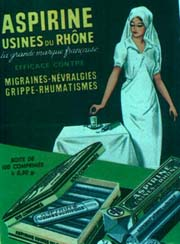 ASPIRINE
USINES DU RHÔNE
la grande marque française
EFFICACE CONTRE
MIGRAINES-NÉVRALGIES
GRIPPE-RHUMATISMES
BOITE DE
100 COMPRIMÉS
À 0,50 g.
ASPIRINE